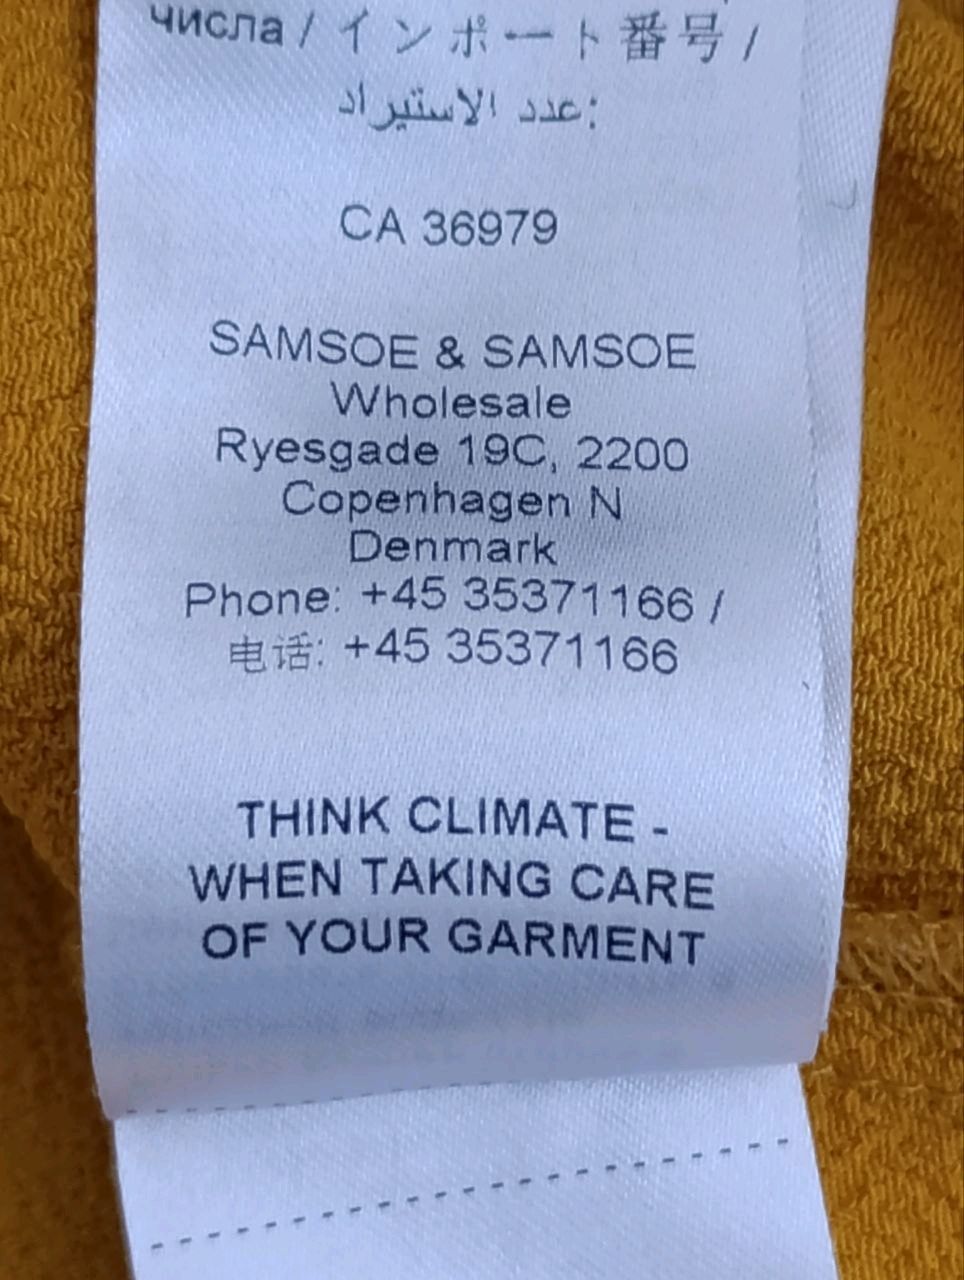 числа / インポート番号 /
عدد الاستيراد:
CA 36979
SAMSOE & SAMSOE
Wholesale
Ryesgade 19C, 2200
Copenhagen N
Denmark
Phone: +45 35371166 /
电话: +45 35371166
THINK CLIMATE -
WHEN TAKING CARE
OF YOUR GARMENT